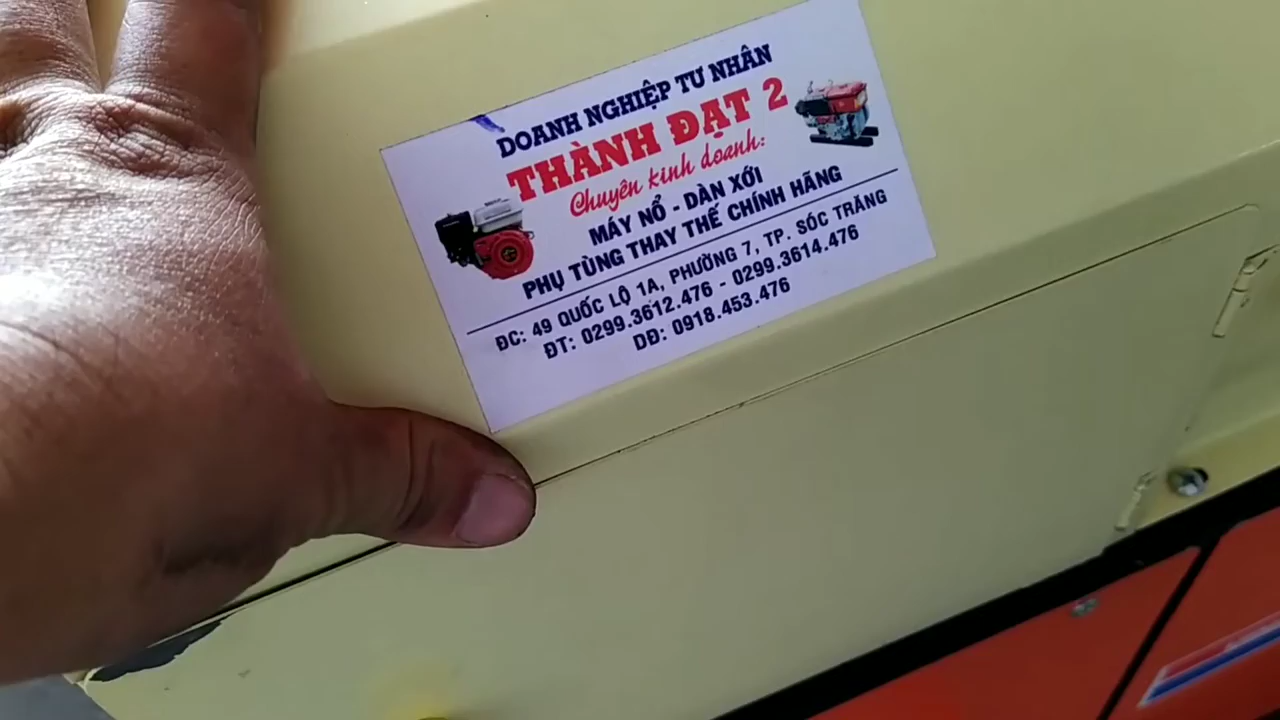 DOANH NGHIỆP TƯ NHÂN
THÀNH ĐẠT 2
Chuyên kinh doanh:
MÁY NỔ - DÀN XỚI
PHỤ TÙNG THAY THẾ CHÍNH HÃNG
ĐC: 49 QUỐC LỘ 1A, PHƯỜNG 7, TP. SÓC TRĂNG
ĐT: 0299.3612.476 - 0299.3614.476
DĐ: 0918.453.476